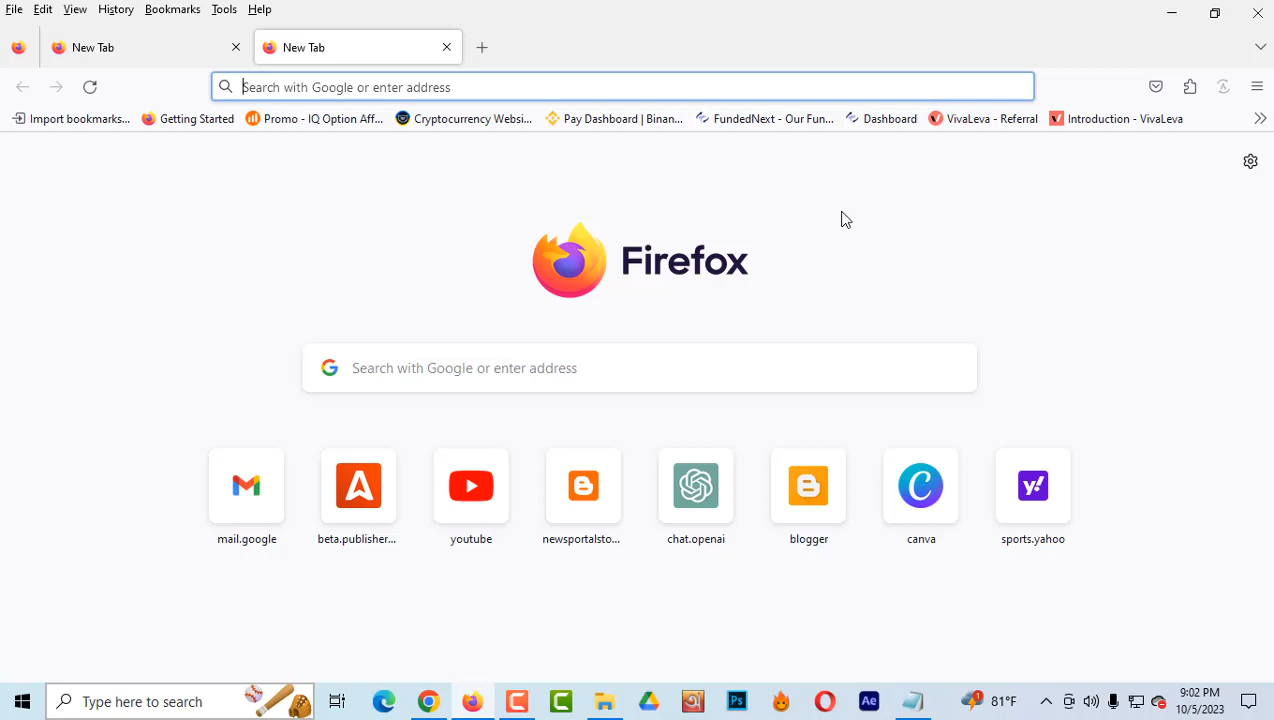 File Edit View History Bookmarks Tools Help
New Tab New Tab
Search with Google or enter address
Import bookmarks... Getting Started Promo - IQ Option Aff... Cryptocurrency Websi... Pay Dashboard | Binan... FundedNext - Our Fun... Dashboard VivaLeva - Referral Introduction - VivaLeva
Firefox
Search with Google or enter address
mail.google beta.publisher... youtube newsportalsto... chat.openai blogger canva sports.yahoo
Type here to search Ps Ae 1 81°F 9:02 PM
10/5/2023